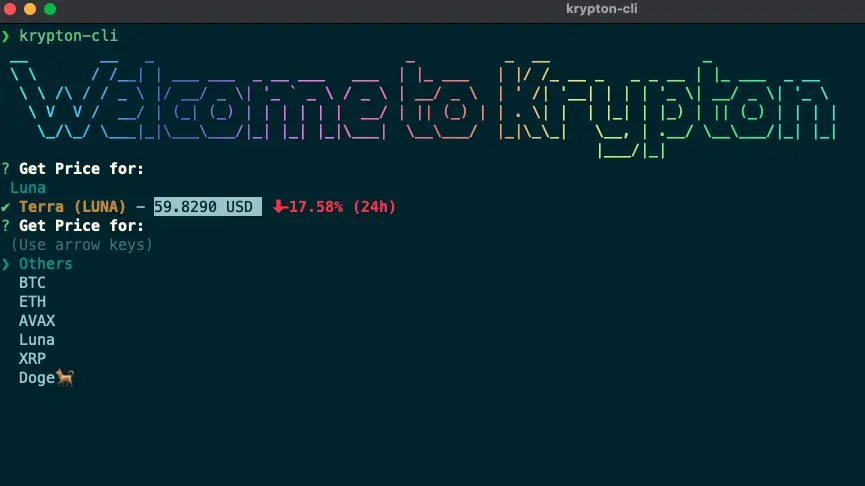 krypton-cli
❯ krypton-cli
Welcome to Krypton
? Get Price for:
Luna
✔ Terra (LUNA) - 59.8290 USD ⬇-17.58% (24h)
? Get Price for:
(Use arrow keys)
❯ Others
BTC
ETH
AVAX
Luna
XRP
Doge🐕